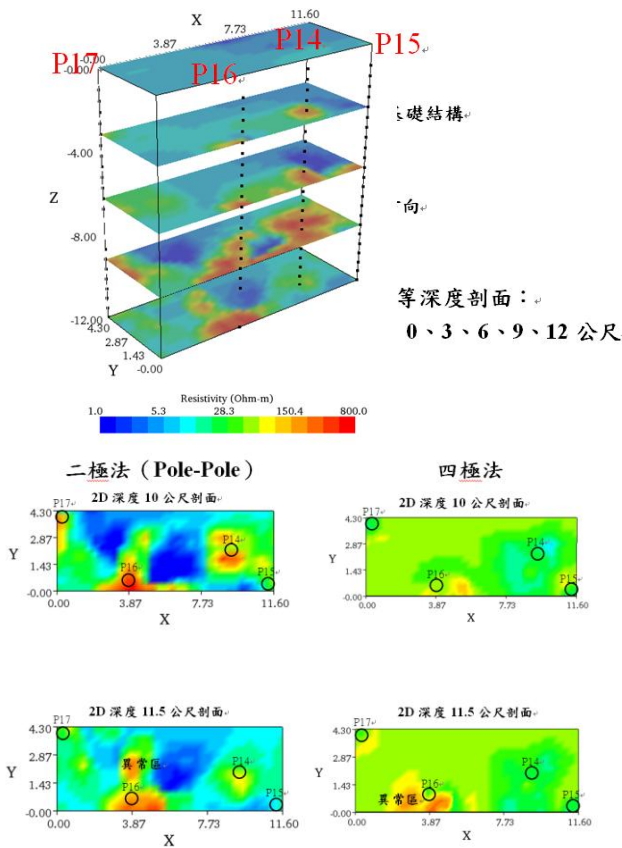 X
11.60
7.73
3.87
-0.00
-0.00
P14
P15
P17
P16
礎結構
-4.00
Z
向
-8.00
等深度剖面：
0、3、6、9、12 公尺
-12.00
4.30
2.87
1.43
Y
-0.00
Resistivity (Ohm-m)
1.0 5.3 28.3 150.4 800.0
二極法（Pole-Pole）
四極法
2D 深度 10 公尺剖面
2D 深度 10 公尺剖面
P17
4.30
2.87
Y
1.43
-0.00
P14
P16
P15
0.00 3.87 7.73 11.60
X
P17
4.30
2.87
Y
1.43
-0.00
P14
P16
P15
0.00 3.87 7.73 11.60
X
2D 深度 11.5 公尺剖面
2D 深度 11.5 公尺剖面
P17
4.30
2.87
Y
1.43
-0.00
異常區
P14
P16
P15
0.00 3.87 7.73 11.60
X
P17
4.30
2.87
Y
1.43
-0.00
P14
P16
異常區
P15
0.00 3.87 7.73 11.60
X